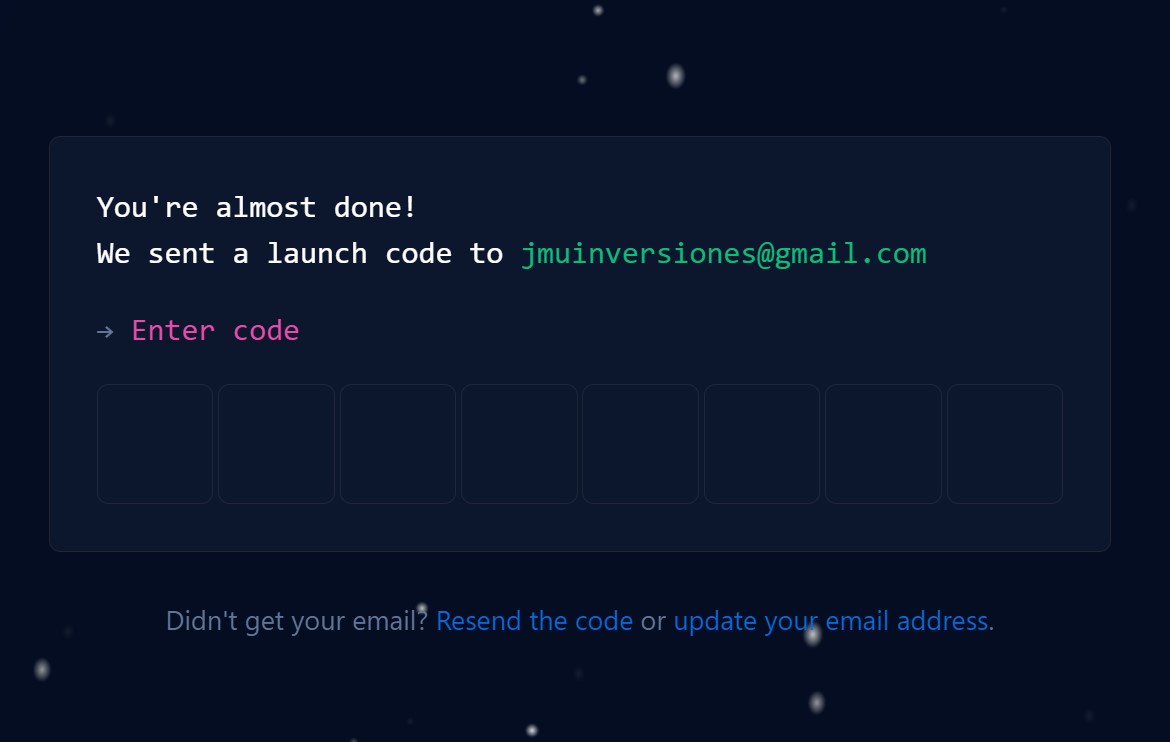 You're almost done!
We sent a launch code to jmuinversiones@gmail.com
→ Enter code
Didn't get your email? Resend the code or update your email address.